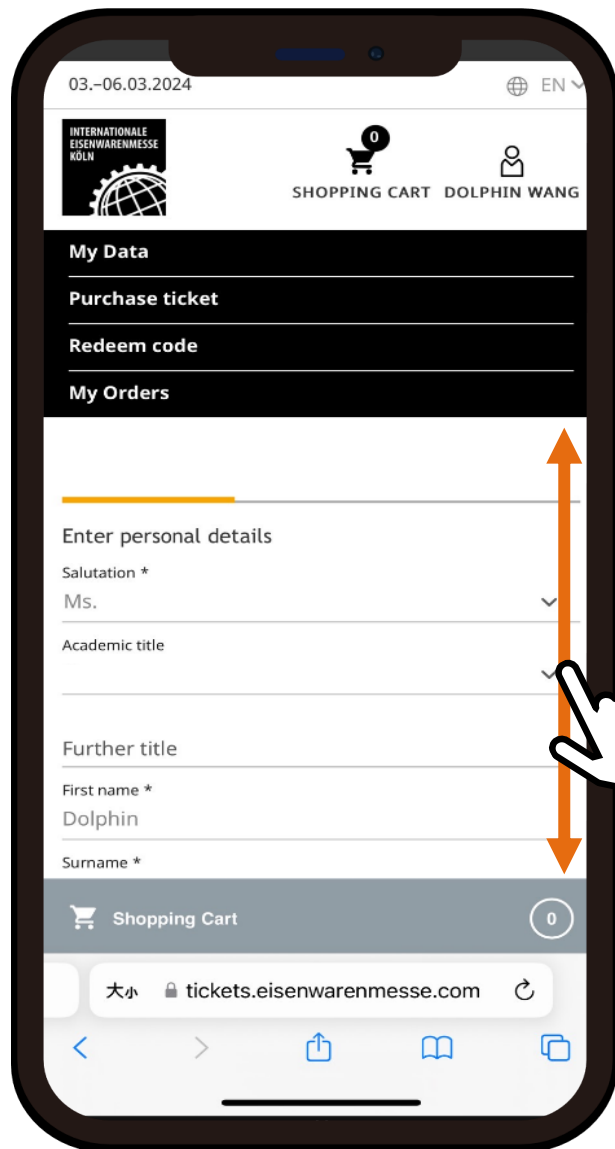 03.–06.03.2024
EN
INTERNATIONALE
EISENWARENMESSE
KÖLN
0
SHOPPING CART
DOLPHIN WANG
My Data
Purchase ticket
Redeem code
My Orders
Enter personal details
Salutation *
Ms.
Academic title
Further title
First name *
Dolphin
Surname *
Shopping Cart
0
大小 tickets.eisenwarenmesse.com